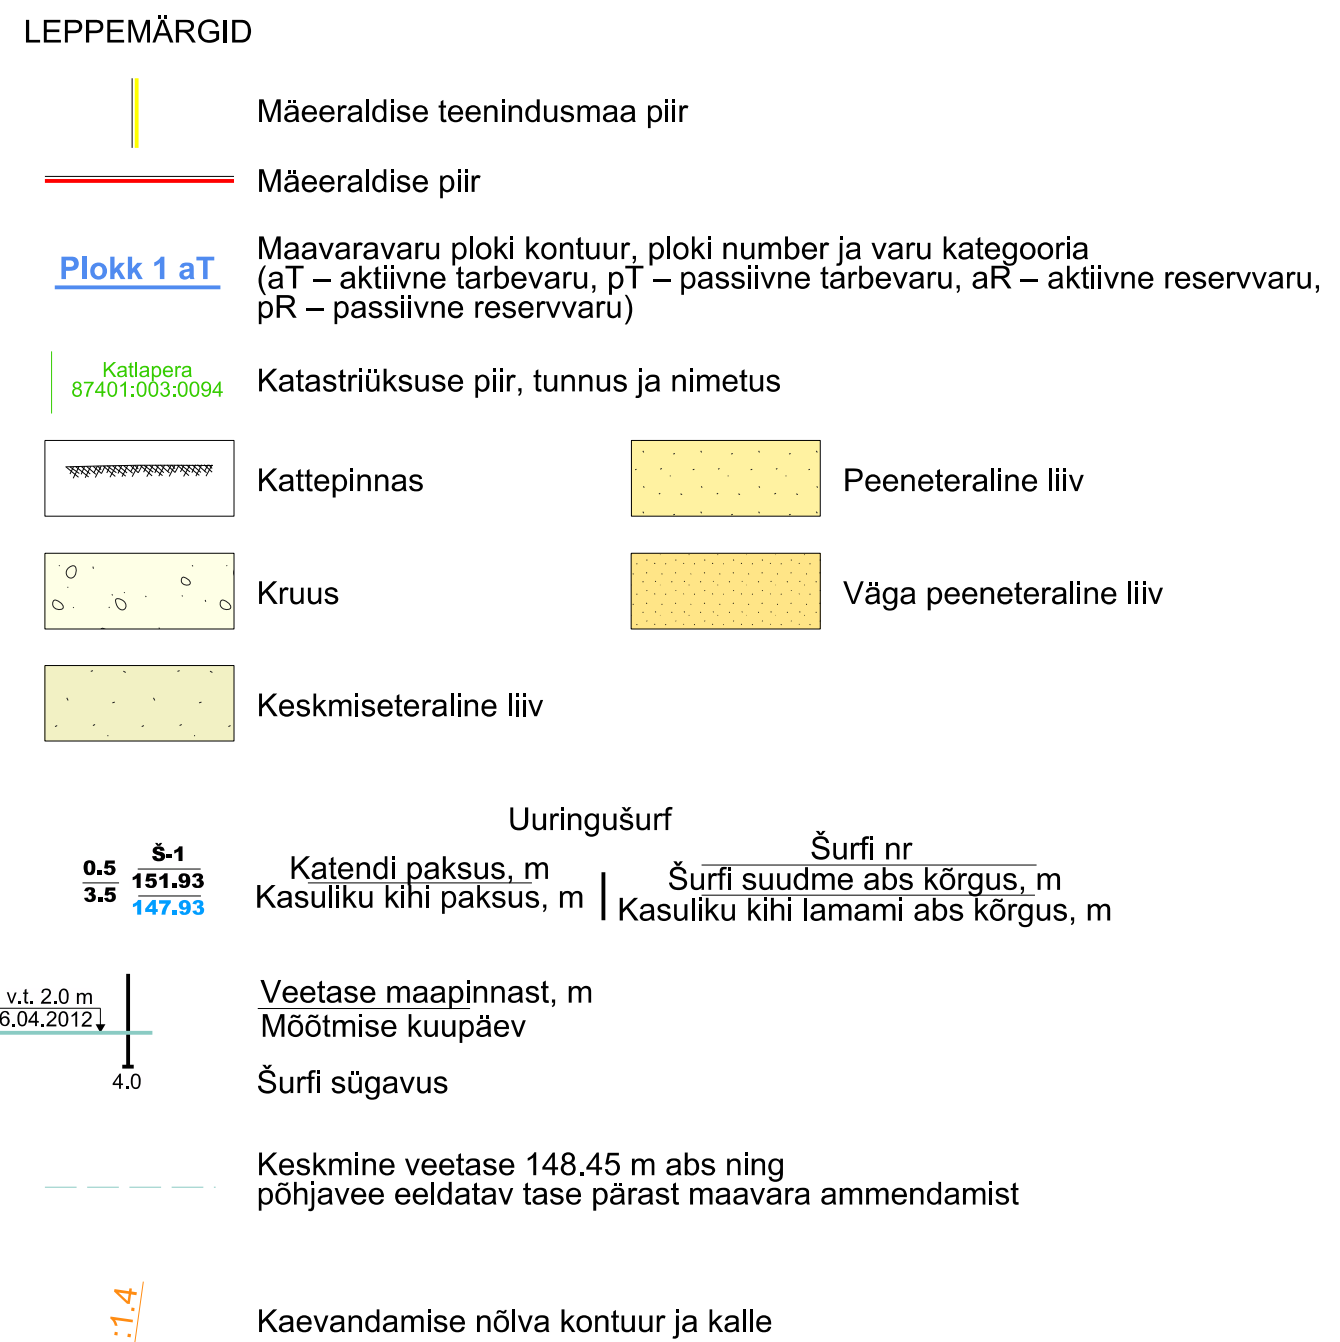 LEPPEMÄRGID
Mäeeraldise teenindusmaa piir
Mäeeraldise piir
Plokk 1 aT
Maavaravaru ploki kontuur, ploki number ja varu kategooria
(aT – aktiivne tarbevaru, pT – passiivne tarbevaru, aR – aktiivne reservvaru,
pR – passiivne reservvaru)
Katlapera
87401:003:0094
Katastriüksuse piir, tunnus ja nimetus
Kattepinnas
Peeneteraline liiv
Kruus
Väga peeneteraline liiv
Keskmiseteraline liiv
Uuringušurf
0.5
3.5
Š-1
151.93
147.93
Katendi paksus, m
Kasuliku kihi paksus, m
Šurfi nr
Šurfi suudme abs kõrgus, m
Kasuliku kihi lamami abs kõrgus, m
v.t. 2.0 m
6.04.2012
Veetase maapinnast, m
Mõõtmise kuupäev
4.0
Šurfi sügavus
Keskmine veetase 148.45 m abs ning
põhjavee eeldatav tase pärast maavara ammendamist
:1.4
Kaevandamise nõlva kontuur ja kalle